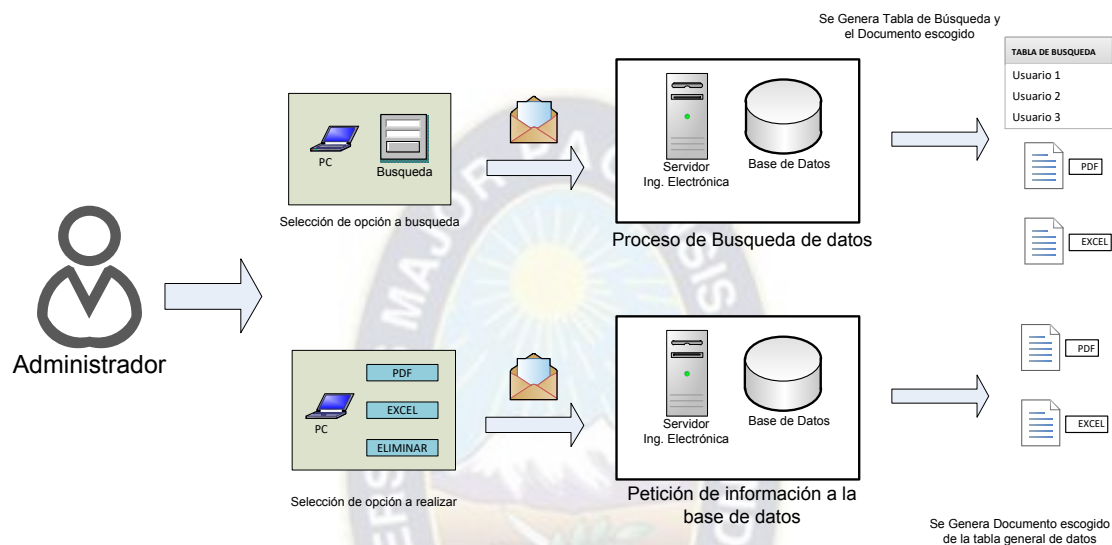 Se Genera Tabla de Búsqueda y
el Documento escogido
TABLA DE BUSQUEDA
Usuario 1
Usuario 2
Usuario 3
PDF
EXCEL
PC
Busqueda
Selección de opción a busqueda
Servidor
Ing. Electrónica
Base de Datos
Proceso de Busqueda de datos
Administrador
PDF
EXCEL
ELIMINAR
PC
Selección de opción a realizar
Servidor
Ing. Electrónica
Base de Datos
Petición de información a la
base de datos
PDF
EXCEL
Se Genera Documento escogido
de la tabla general de datos